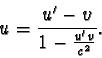 u = \frac{u' - v}{1 - \frac{u'v}{c^2}}.